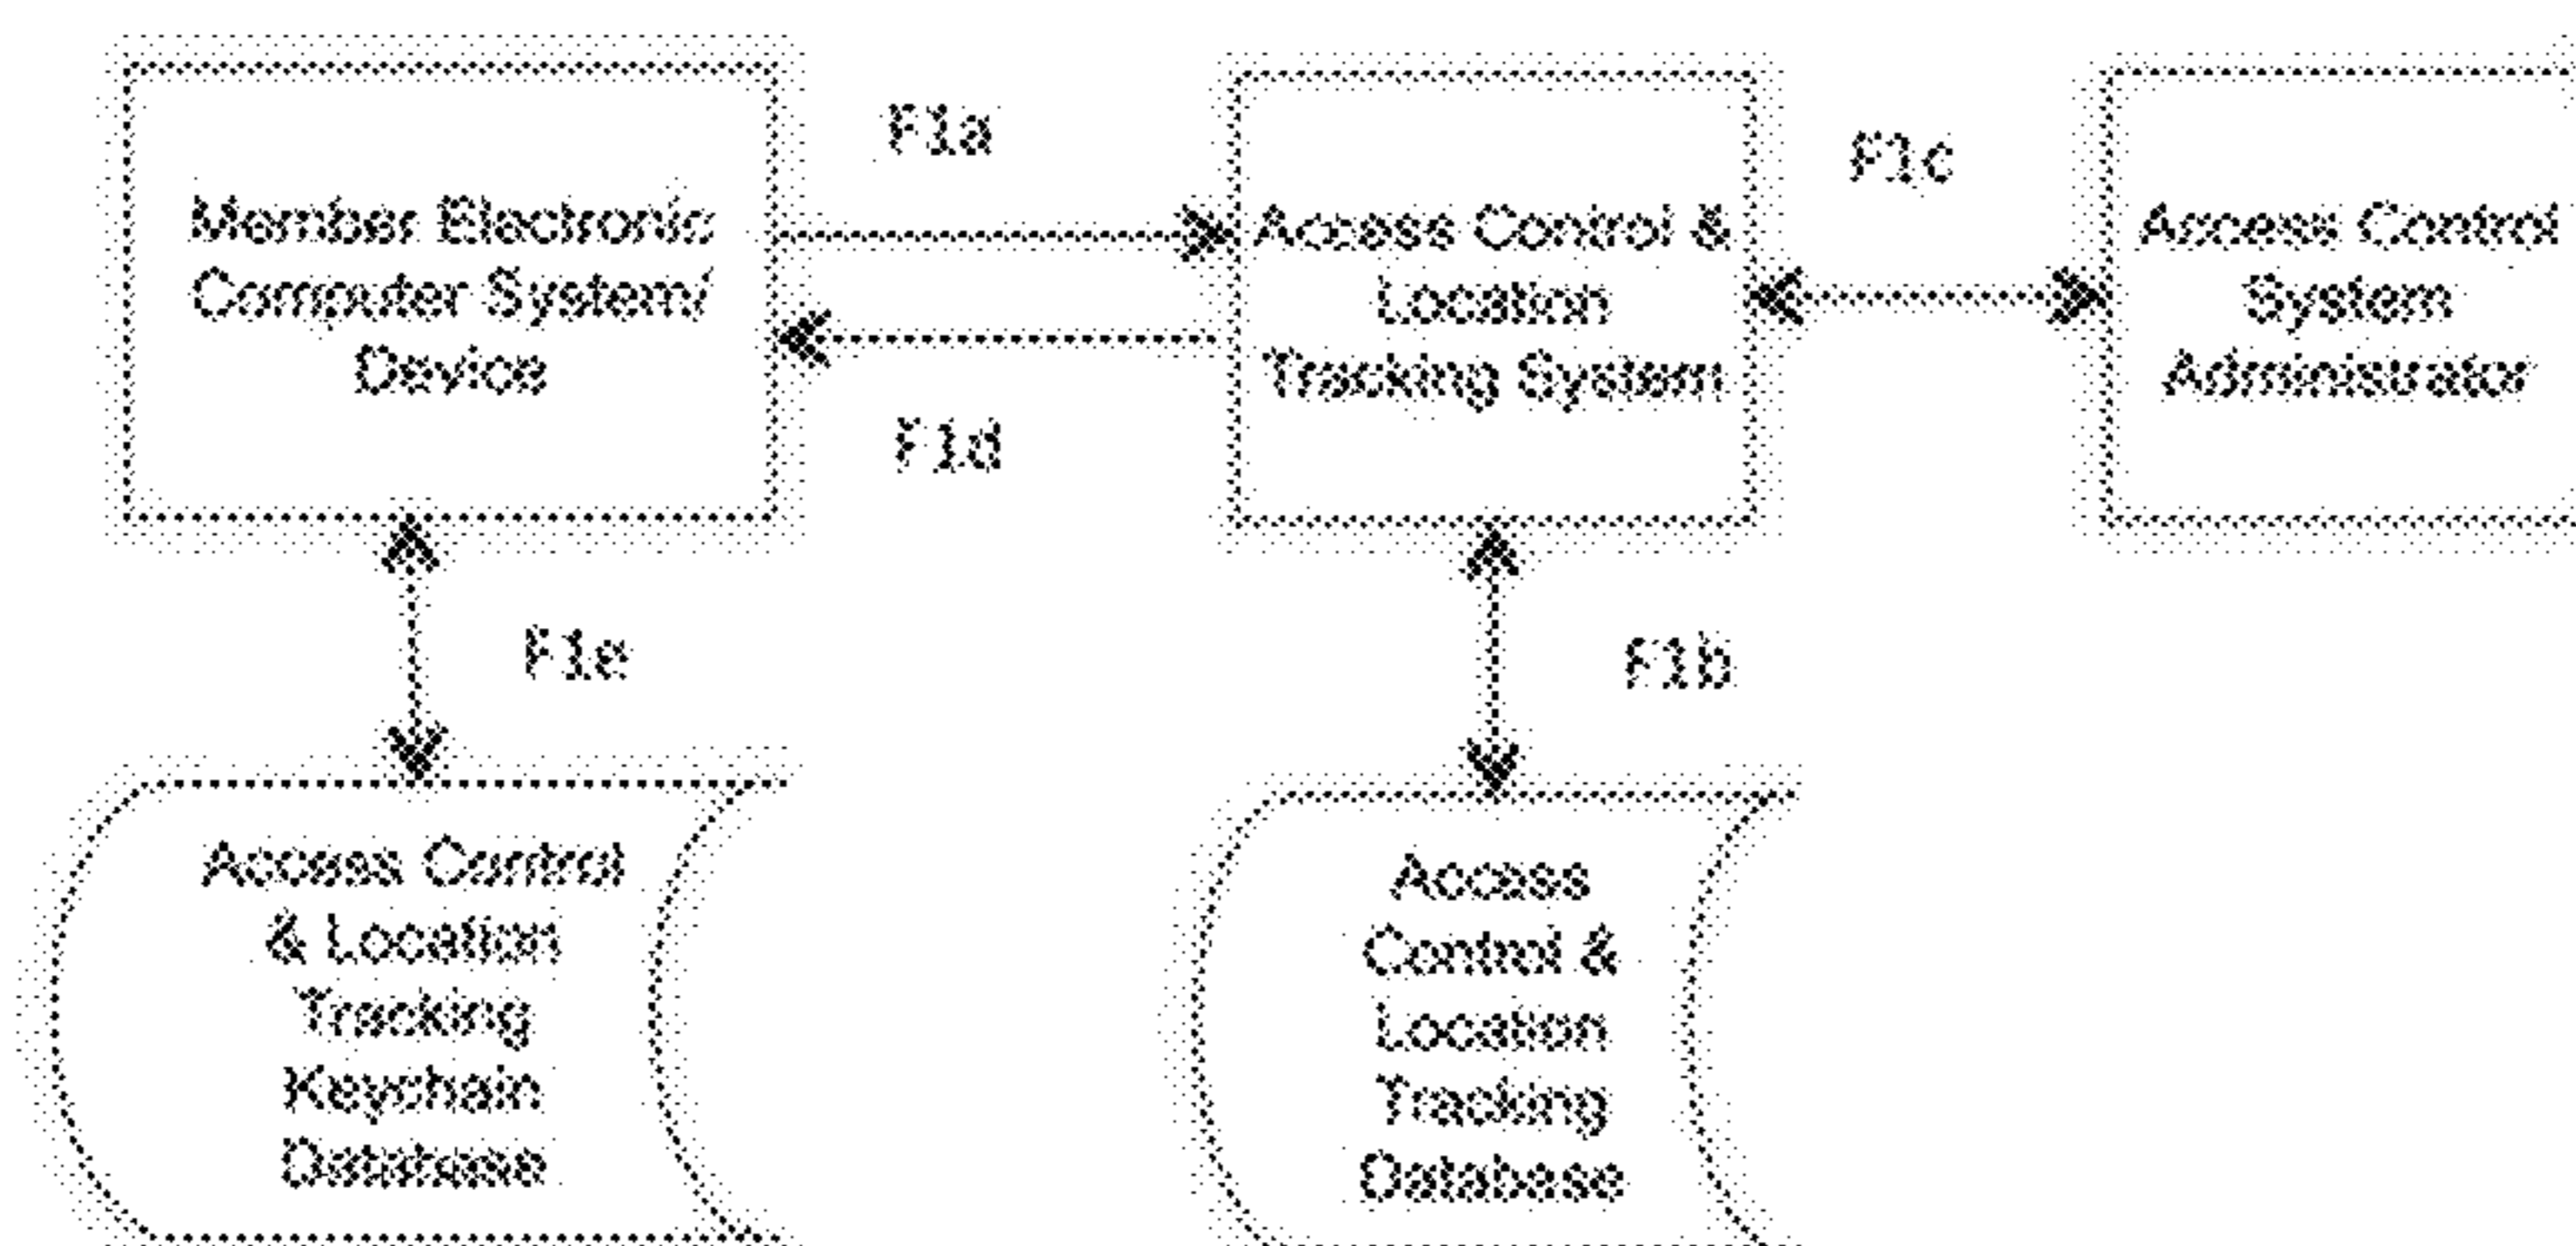 Member Electronic
Computer System/
Device
F1a
F1d
Access Control &
Location
Tracking System
F1c
Access Control
System
Administrator
F1e
F1b
Access Control
& Location
Tracking
Keychain
Database
Access
Control &
Location
Tracking
Database